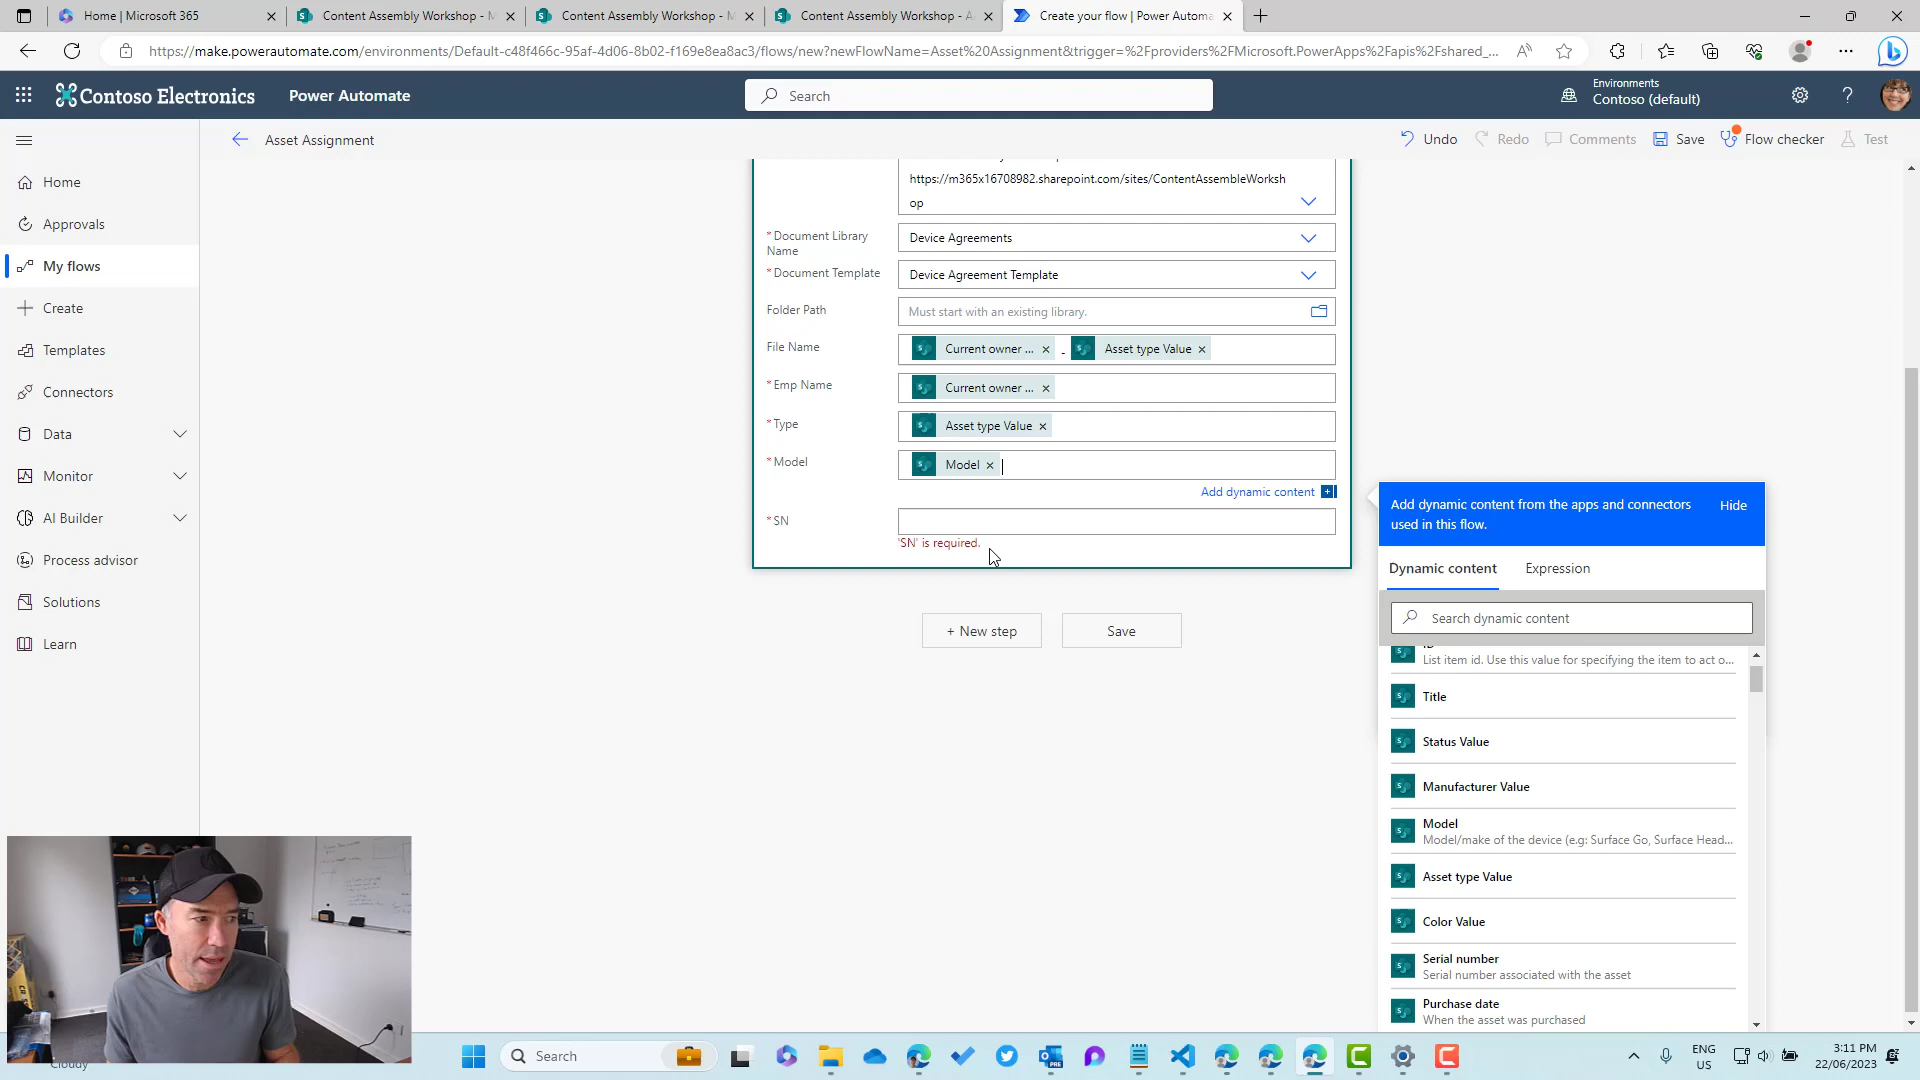 Home | Microsoft 365
Content Assembly Workshop - M
Content Assembly Workshop - M
Content Assembly Workshop - A
Create your flow | Power Automa
https://make.powerautomate.com/environments/Default-c48f466c-95af-4d06-8b02-f169e8ea8ac3/flows/new?newFlowName=Asset%20Assignment&trigger=%2Fproviders%2FMicrosoft.PowerApps%2Fapis%2Fshared_...
Contoso Electronics
Power Automate
Search
Environments
Contoso (default)
Asset Assignment
Undo
Redo
Comments
Save
Flow checker
Test
Home
Approvals
My flows
Create
Templates
Connectors
Data
Monitor
AI Builder
Process advisor
Solutions
Learn
https://m365x16708982.sharepoint.com/sites/ContentAssembleWorksh
op
* Document Library
Name
Device Agreements
* Document Template
Device Agreement Template
Folder Path
Must start with an existing library.
File Name
Current owner ... × - Asset type Value ×
* Emp Name
Current owner ... ×
* Type
Asset type Value ×
* Model
Model ×
Add dynamic content
* SN
'SN' is required.
+ New step
Save
Add dynamic content from the apps and connectors
used in this flow.
Hide
Dynamic content
Expression
Search dynamic content
List item id. Use this value for specifying the item to act o...
Title
Status Value
Manufacturer Value
Model
Model/make of the device (e.g: Surface Go, Surface Head...
Asset type Value
Color Value
Serial number
Serial number associated with the asset
Purchase date
When the asset was purchased
Cloudy
Search
ENG
US
3:11 PM
22/06/2023